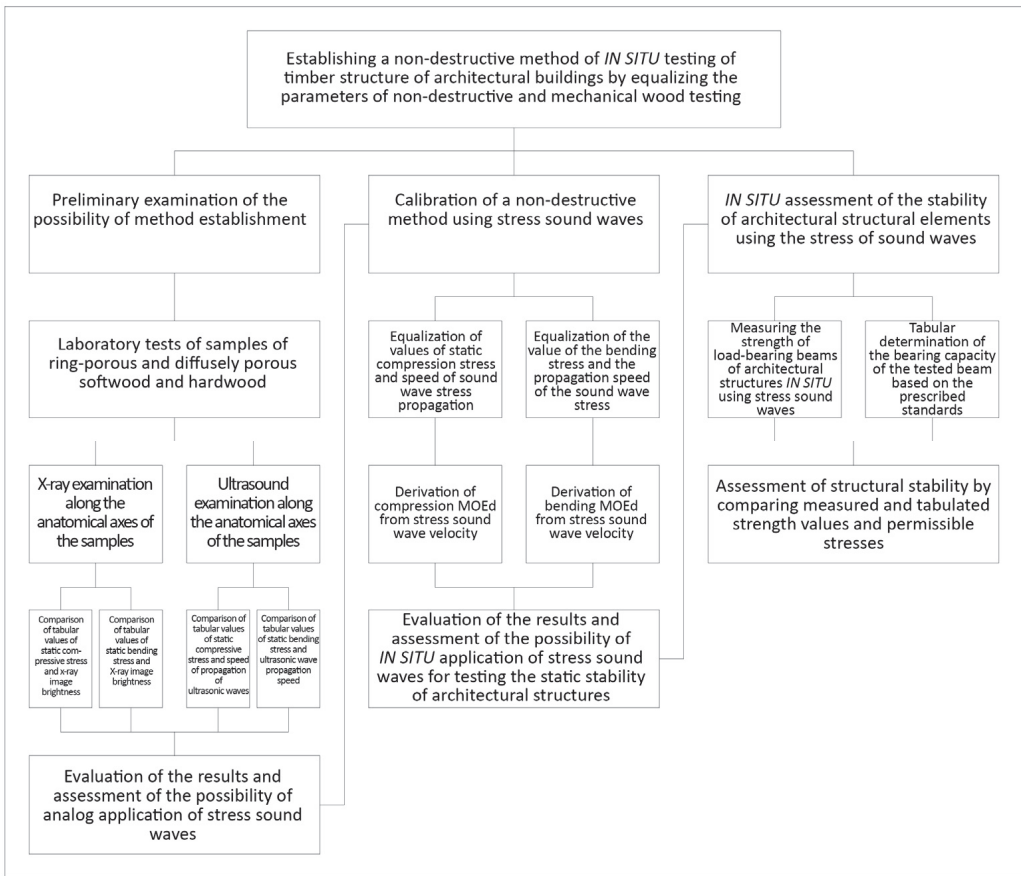 Establishing a non-destructive method of IN SITU testing of
timber structure of architectural buildings by equalizing the
parameters of non-destructive and mechanical wood testing
Preliminary examination of the
possibility of method establishment
Laboratory tests of samples of
ring-porous and diffusely porous
softwood and hardwood
X-ray examination
along the
anatomical axes of
the samples
Ultrasound
examination along
the anatomical axes
of the samples
Comparison
of tabular
values of
static com-
pressive stress
and x-ray
image
brightness
Comparison
of tabular
values of
static bending
stress and
X-ray image
brightness
Comparison of
tabular values
of static
compressive
stress and speed
of propagation
of
ultrasonic waves
Comparison of
tabular values
of static bending
stress and
ultrasonic wave
propagation
speed
Evaluation of the results and
assessment of the possibility of
analog application of stress sound
waves
Calibration of a non-destructive
method using stress sound waves
Equalization of
values of static
compression stress
and speed of sound
wave stress
propagation
Equalization of the
value of the bending
stress and the
propagation speed
of the sound wave
stress
Derivation of
compression MOEd
from stress sound
wave velocity
Derivation of
bending MOEd
from stress sound
wave velocity
Evaluation of the results and
assessment of the possibility of
IN SITU application of stress sound
waves for testing the static stability
of architectural structures
IN SITU assessment of the stability
of architectural structural elements
using the stress of sound waves
Measuring the
strength of
load-bearing beams
of architectural
structures IN SITU
using stress sound
waves
Tabular
determination of
the bearing capacity
of the tested beam
based on the
prescribed
standards
Assessment of structural stability by
comparing measured and tabulated
strength values and permissible
stresses